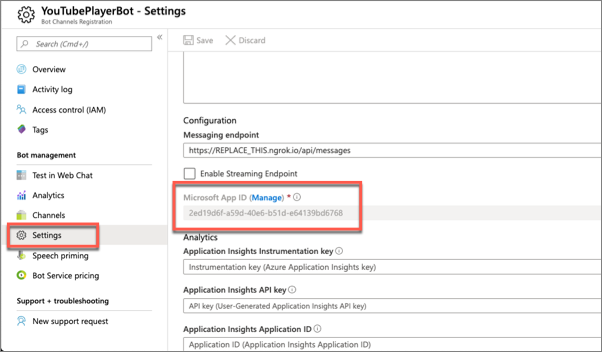 YouTubePlayerBot - Settings
Bot Channels Registration
Search (Cmd+/)
«
Save
Discard
Overview
Activity log
Access control (IAM)
Tags
Bot management
Test in Web Chat
Analytics
Channels
Settings
Speech priming
Bot Service pricing
Support + troubleshooting
New support request
Configuration
Messaging endpoint
https://REPLACE_THIS.ngrok.io/api/messages
Enable Streaming Endpoint
Microsoft App ID (Manage) *
2ed19d6f-a59d-40e6-b51d-e64139bd6768
Analytics
Application Insights Instrumentation key
Instrumentation key (Azure Application Insights key)
Application Insights API key
API key (User-Generated Application Insights API key)
Application Insights Application ID
Application ID (Application Insights Application ID)